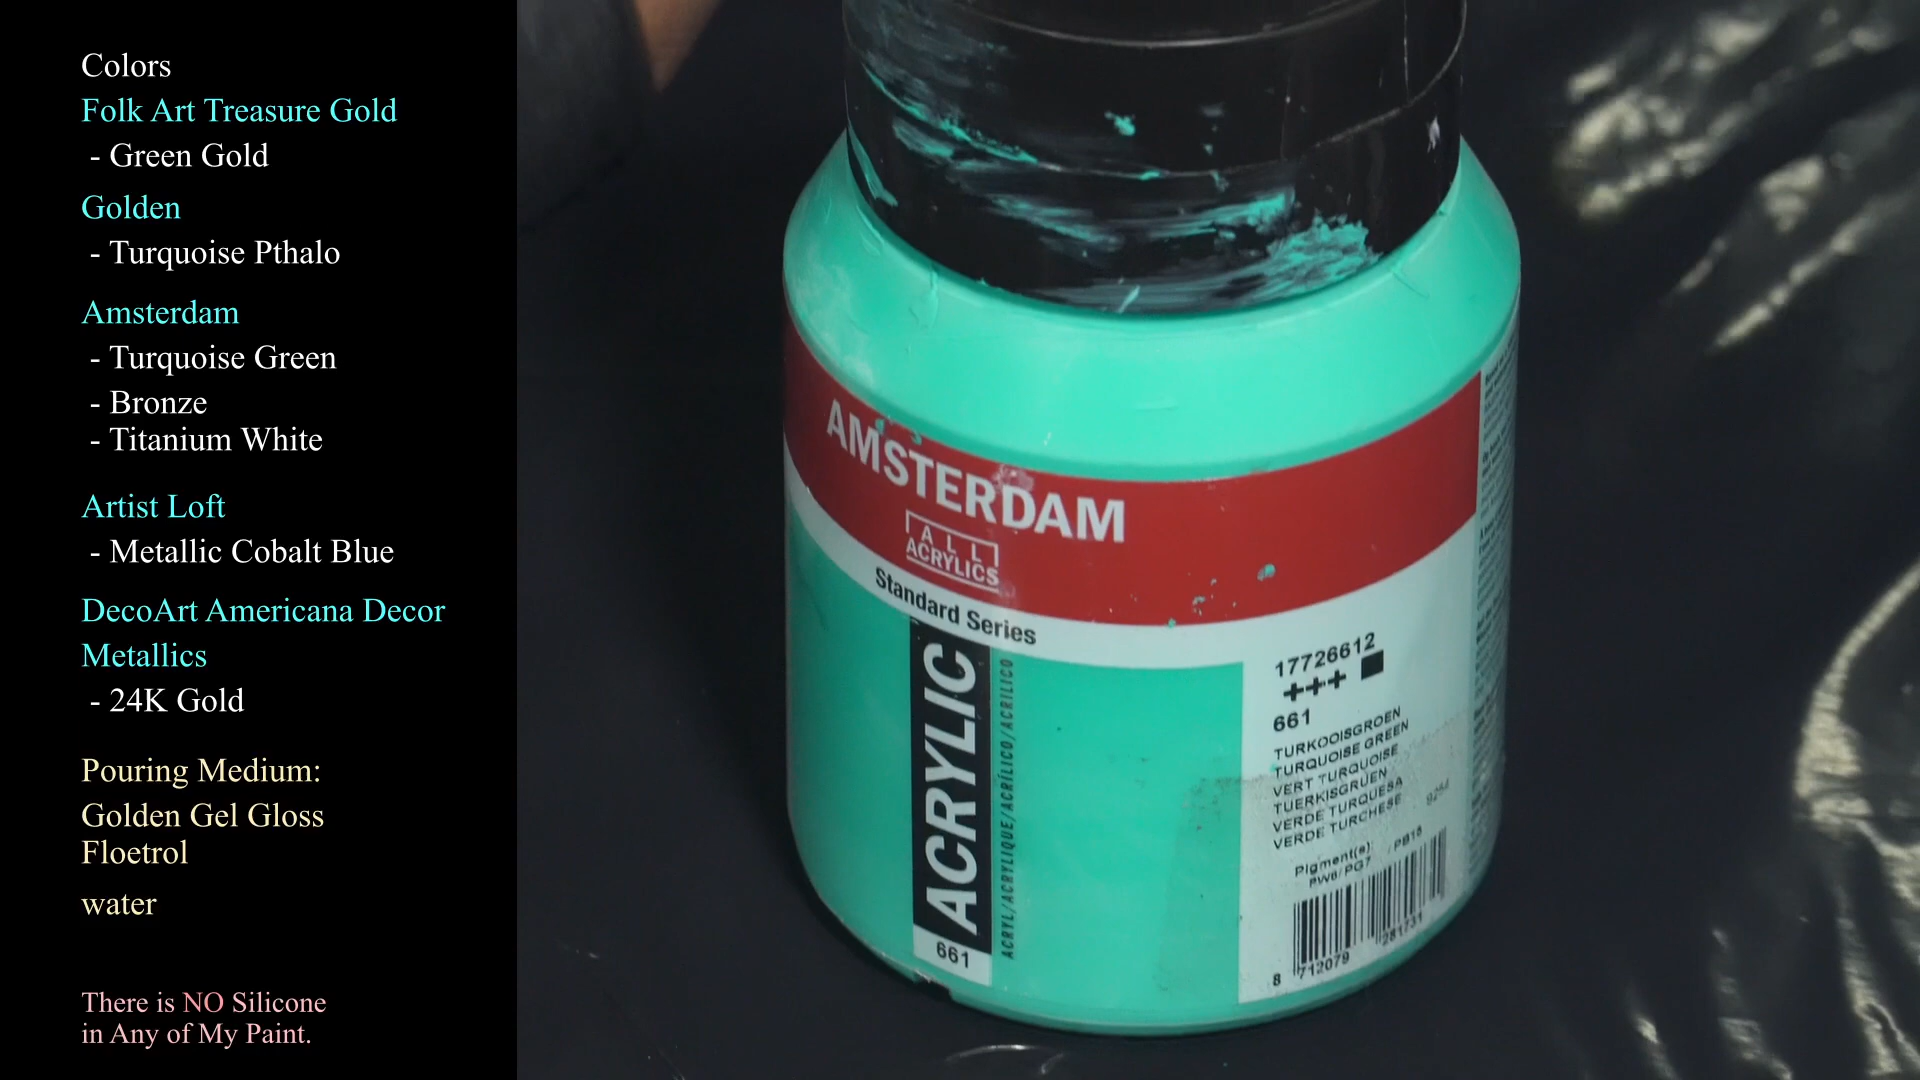 Colors
Folk Art Treasure Gold
- Green Gold
Golden
- Turquoise Pthalo
Amsterdam
- Turquoise Green
- Bronze
- Titanium White
Artist Loft
- Metallic Cobalt Blue
DecoArt Americana Decor
Metallics
- 24K Gold
Pouring Medium:
Golden Gel Gloss
Floetrol
water
There is NO Silicone
in Any of My Paint.
AMSTERDAM
ALL
ACRYLICS
Standard Series
ACRYLIC
ACRYL/ACRYLIQUE/ACRÍLICO/ACRILICO
661
17726612
+++
661
TURKOOISGROEN
TURQUOISE GREEN
VERT TURQUOISE
TUERKISGRUEN
VERDE TURQUESA
VERDE TURCHESE
Pigment(s): PB15
PW6/PG7
8 712079 281731